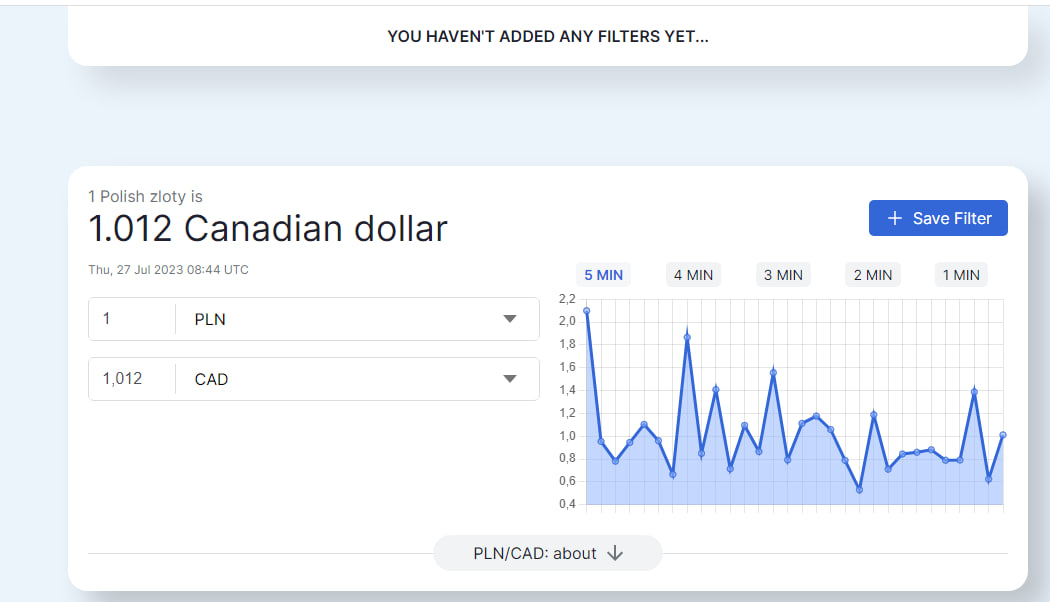 YOU HAVEN'T ADDED ANY FILTERS YET...
1 Polish zloty is
1.012 Canadian dollar
Thu, 27 Jul 2023 08:44 UTC
+ Save Filter
1 PLN
1,012 CAD
5 MIN 4 MIN 3 MIN 2 MIN 1 MIN
2,2
2,0
1,8
1,6
1,4
1,2
1,0
0,8
0,6
0,4
PLN/CAD: about ↓